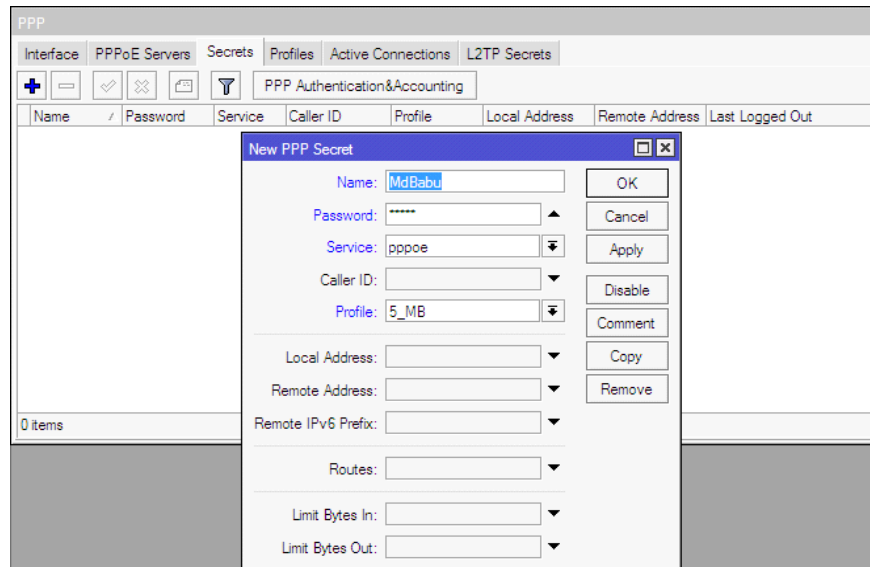 PPP
Interface PPPoE Servers Secrets Profiles Active Connections L2TP Secrets
PPP Authentication&Accounting
Name Password Service Caller ID Profile Local Address Remote Address Last Logged Out
New PPP Secret
Name: MdBabu OK
Password: ***** Cancel
Service: pppoe Apply
Caller ID: Disable
Profile: 5_MB Comment
Local Address: Copy
Remote Address: Remove
0 items Remote IPv6 Prefix:
Routes:
Limit Bytes In:
Limit Bytes Out: